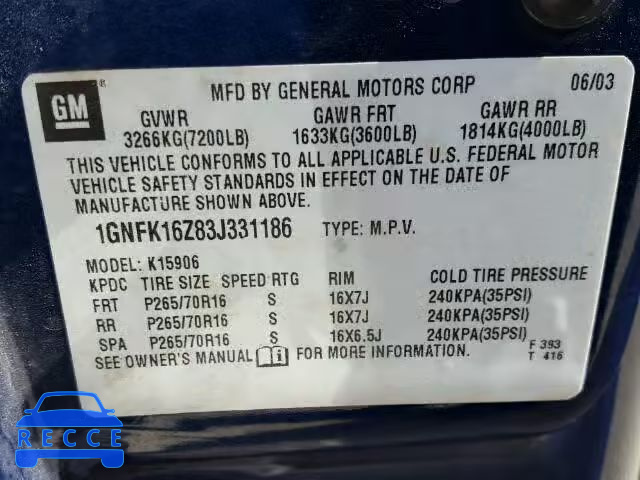 GM ®
MFD BY GENERAL MOTORS CORP 06/03
GVWR GAWR FRT GAWR RR
3266KG(7200LB) 1633KG(3600LB) 1814KG(4000LB)
THIS VEHICLE CONFORMS TO ALL APPLICABLE U.S. FEDERAL MOTOR
VEHICLE SAFETY STANDARDS IN EFFECT ON THE DATE OF
MANUFACTURE SHOWN ABOVE.
1GNFK16Z83J331186 TYPE: M.P.V.
MODEL: K15906
KPDC TIRE SIZE SPEED RTG RIM COLD TIRE PRESSURE
FRT P265/70R16 S 16X7J 240KPA(35PSI)
RR P265/70R16 S 16X7J 240KPA(35PSI)
SPA P265/70R16 S 16X6.5J 240KPA(35PSI)
SEE OWNER'S MANUAL FOR MORE INFORMATION.
F 393
T 416
RECCE